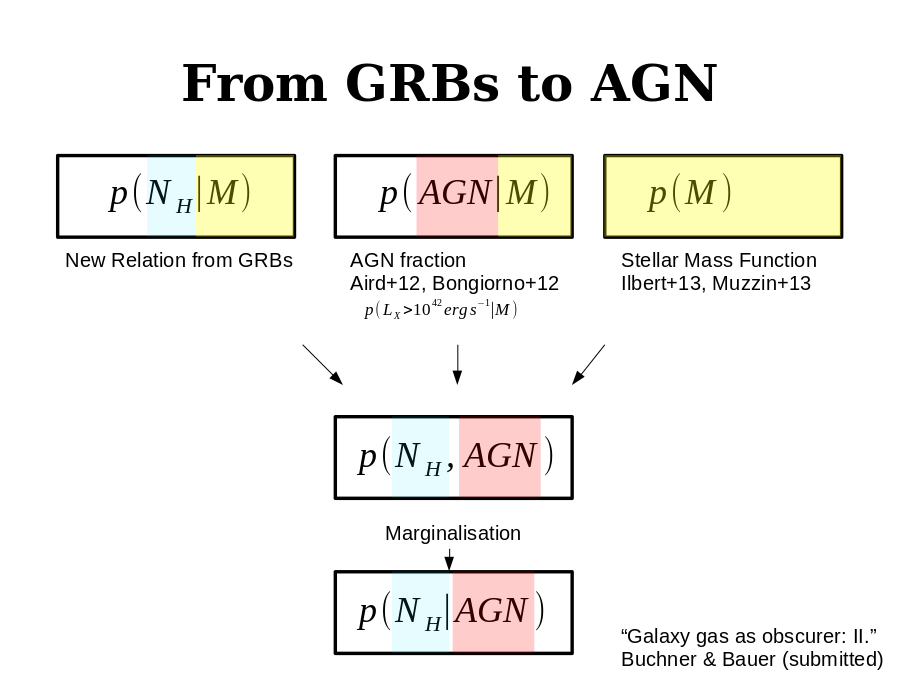 From GRBs to AGN
p(N_H|M)
p(AGN|M)
p(M)
New Relation from GRBs
AGN fraction
Aird+12, Bongiorno+12
p(L_X>10^42 erg s^−1|M)
Stellar Mass Function
Ilbert+13, Muzzin+13
p(N_H, AGN)
Marginalisation
p(N_H|AGN)
“Galaxy gas as obscurer: II.”
Buchner & Bauer (submitted)